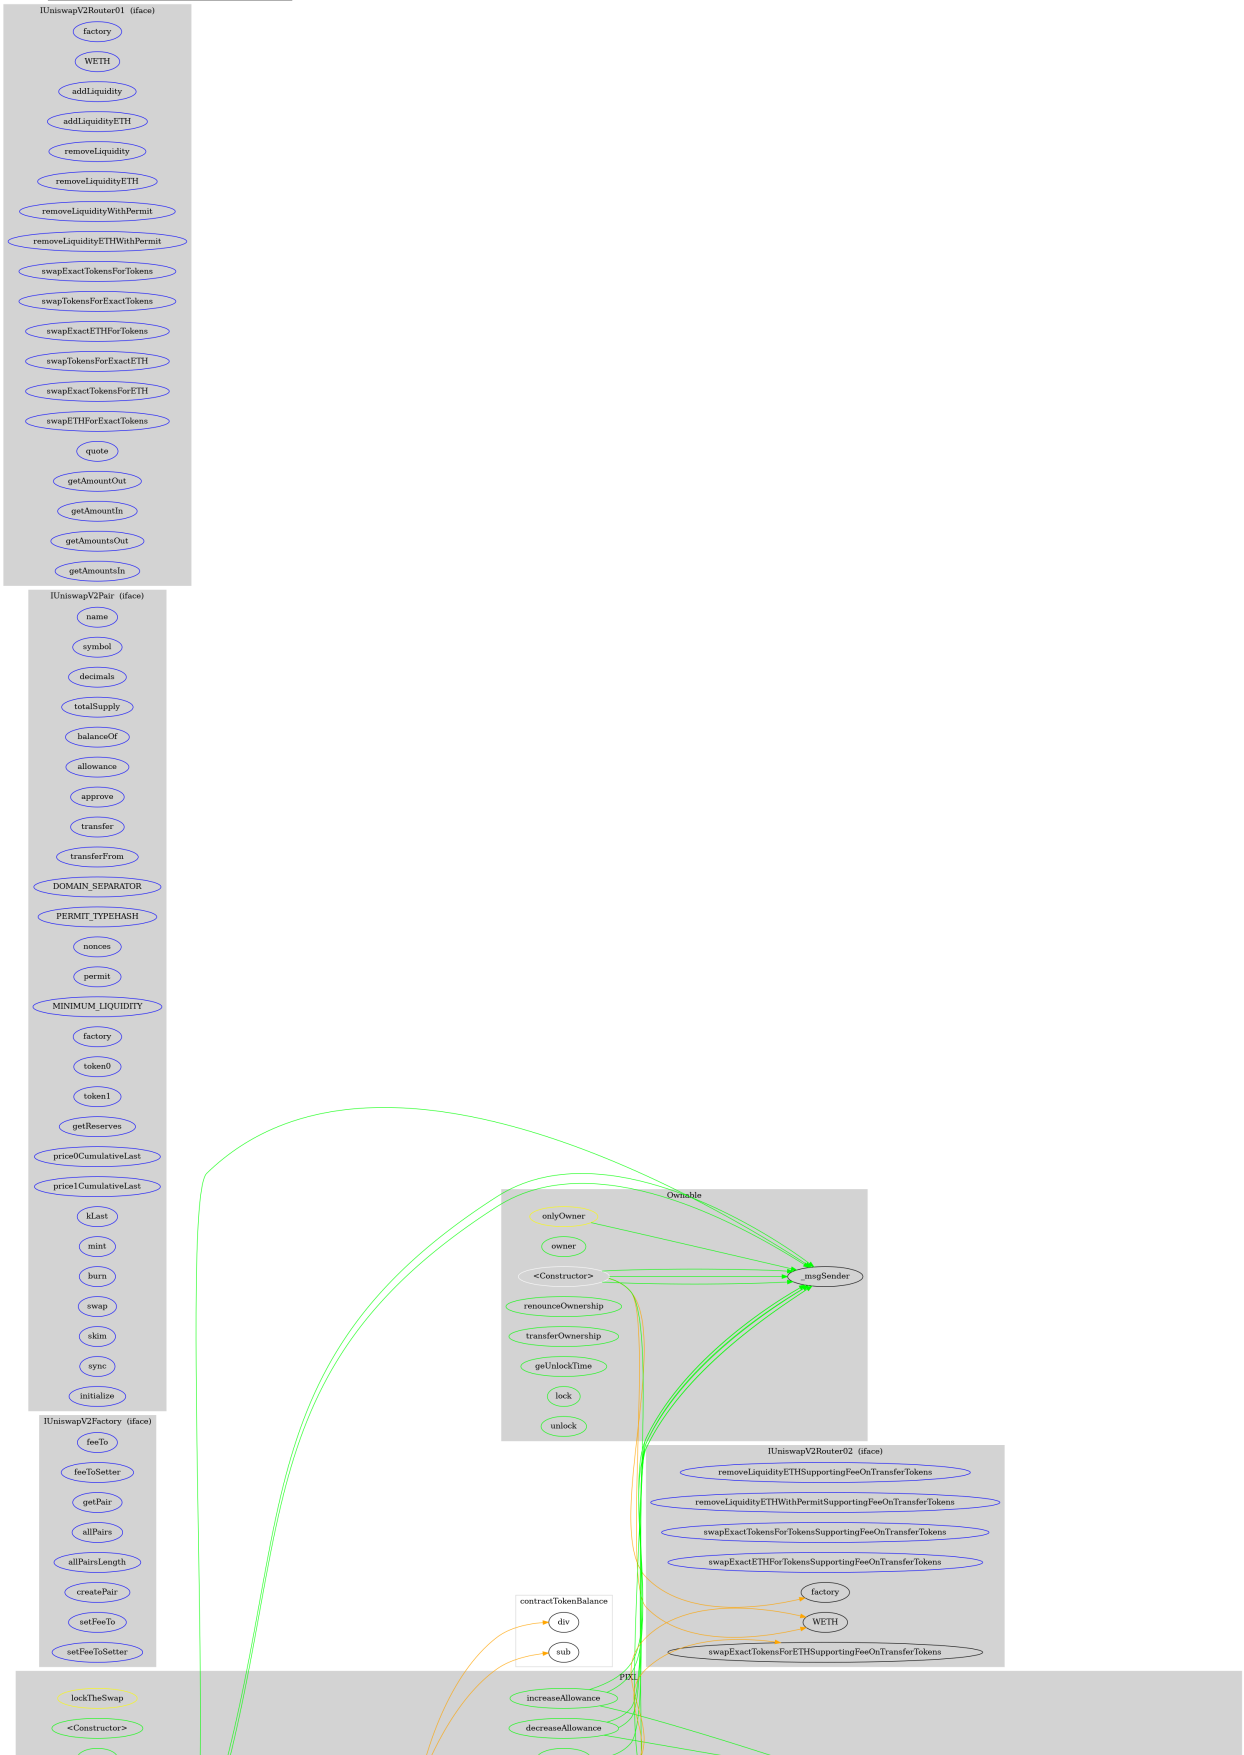 IUniswapV2Router01 (iface)
factory
WETH
addLiquidity
addLiquidityETH
removeLiquidity
removeLiquidityETH
removeLiquidityWithPermit
removeLiquidityETHWithPermit
swapExactTokensForTokens
swapTokensForExactTokens
swapExactETHForTokens
swapTokensForExactETH
swapExactTokensForETH
swapETHForExactTokens
quote
getAmountOut
getAmountIn
getAmountsOut
getAmountsIn
IUniswapV2Pair (iface)
name
symbol
decimals
totalSupply
balanceOf
allowance
approve
transfer
transferFrom
DOMAIN_SEPARATOR
PERMIT_TYPEHASH
nonces
permit
MINIMUM_LIQUIDITY
factory
token0
token1
getReserves
price0CumulativeLast
price1CumulativeLast
kLast
mint
burn
swap
skim
sync
initialize
Ownable
onlyOwner
owner
<Constructor>
_msgSender
renounceOwnership
transferOwnership
geUnlockTime
lock
unlock
IUniswapV2Factory (iface)
feeTo
feeToSetter
getPair
allPairs
allPairsLength
createPair
setFeeTo
setFeeToSetter
IUniswapV2Router02 (iface)
removeLiquidityETHSupportingFeeOnTransferTokens
removeLiquidityETHWithPermitSupportingFeeOnTransferTokens
swapExactTokensForTokensSupportingFeeOnTransferTokens
swapExactETHForTokensSupportingFeeOnTransferTokens
factory
WETH
swapExactTokensForETHSupportingFeeOnTransferTokens
contractTokenBalance
div
sub
PIXL
lockTheSwap
<Constructor>
increaseAllowance
decreaseAllowance